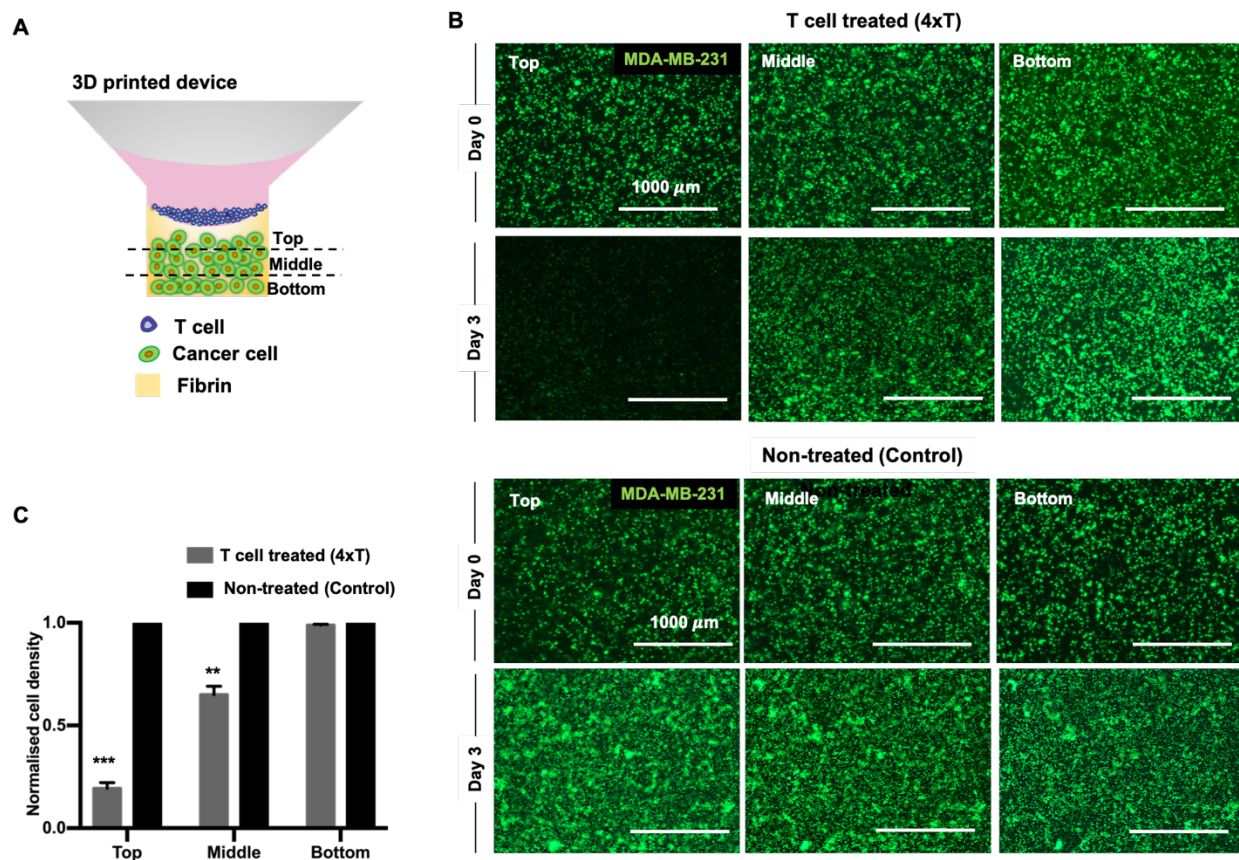 A
3D printed device
Top
Middle
Bottom
T cell
Cancer cell
Fibrin
B
T cell treated (4xT)
Day 0
Top
MDA-MB-231
Middle
Bottom
1000 µm
Day 3
Non-treated (Control)
Day 0
Top
MDA-MB-231
Middle
Non-treated
Bottom
1000 µm
Day 3
C
T cell treated (4xT)
Non-treated (Control)
Normalised cell density
1.0
0.5
0.0
***
**
Top
Middle
Bottom